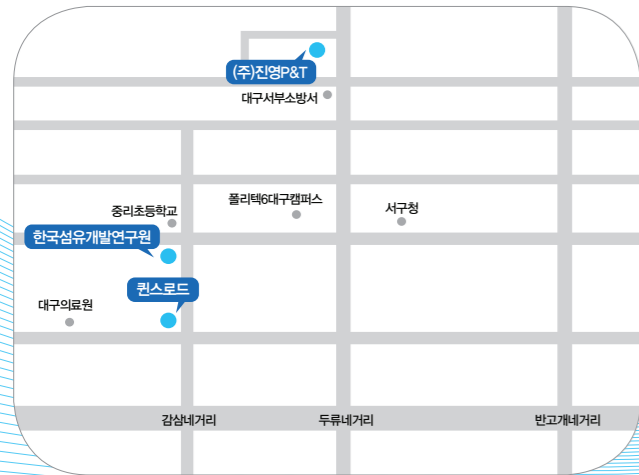 (주)진영P&T
대구서부소방서
폴리텍6대구캠퍼스
서구청
중리초등학교
한국섬유개발연구원
퀸스로드
대구의료원
감삼네거리
두류네거리
반고개네거리